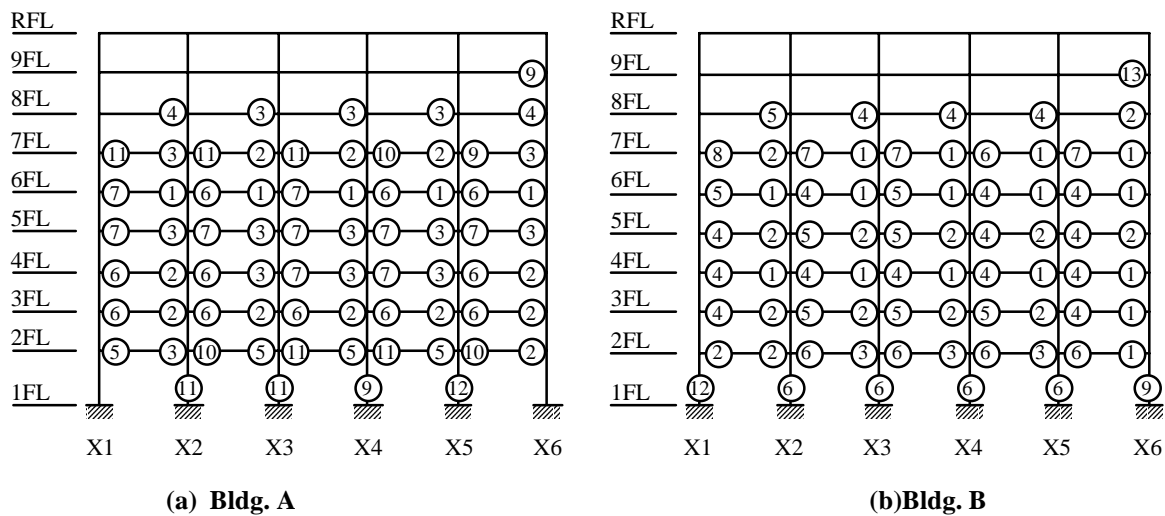 RFL RFL
9FL 9 9FL 13
8FL 4 3 3 3 4 8FL 5 4 4 4 2
7FL 11 3 11 2 11 2 10 2 9 3 7FL 8 2 7 1 7 1 6 1 7 1
6FL 7 1 6 1 7 1 6 1 6 1 6FL 5 1 4 1 5 1 4 1 4 1
5FL 7 3 7 3 7 3 7 3 7 3 5FL 4 2 5 2 5 2 4 2 4 2
4FL 6 2 6 3 7 3 7 3 6 2 4FL 4 1 4 1 4 1 4 1 4 1
3FL 6 2 6 2 6 2 6 2 6 2 3FL 4 2 5 2 5 2 5 2 4 1
2FL 5 3 10 5 11 5 11 5 10 2 2FL 2 2 6 3 6 3 6 3 6 1
1FL 11 11 9 12 1FL 12 6 6 6 6 9
X1 X2 X3 X4 X5 X6 X1 X2 X3 X4 X5 X6
(a) Bldg. A (b)Bldg. B